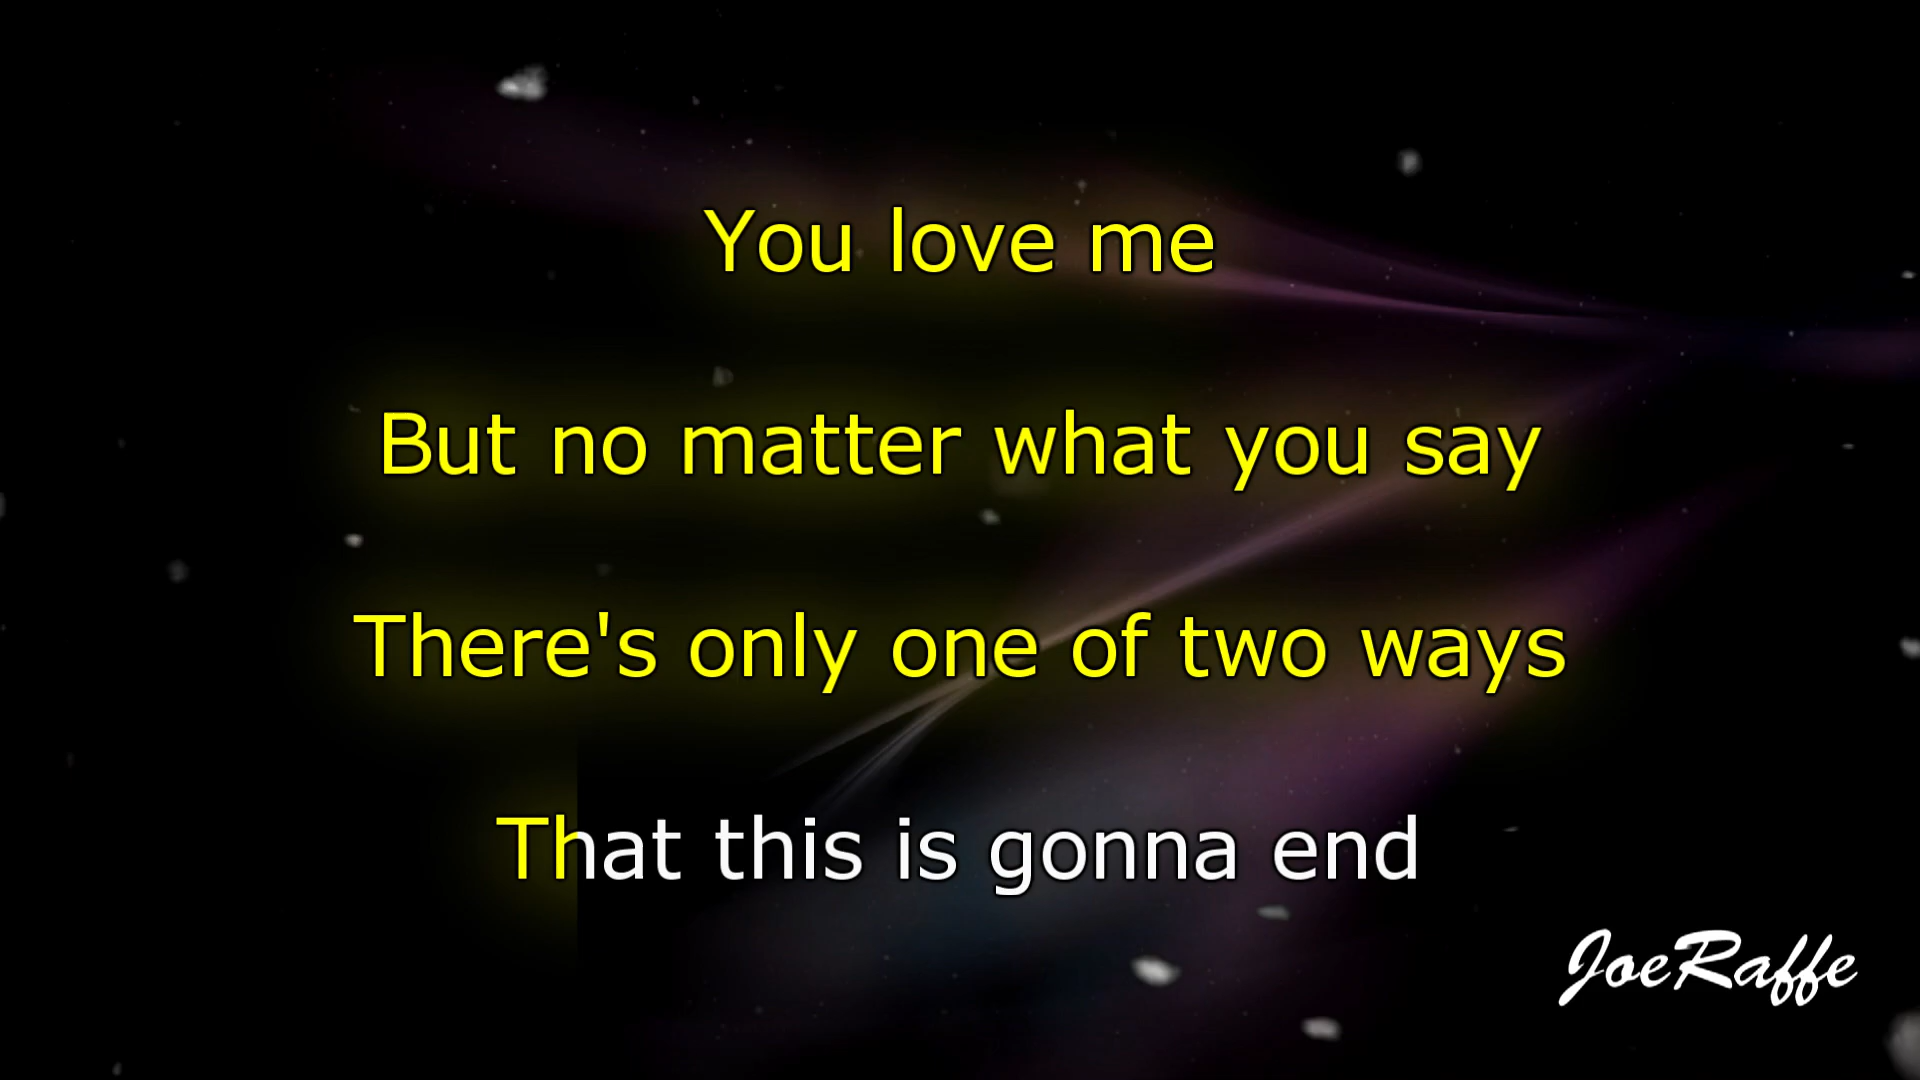 You love me
But no matter what you say
There's only one of two ways
That this is gonna end
JoeRaffe